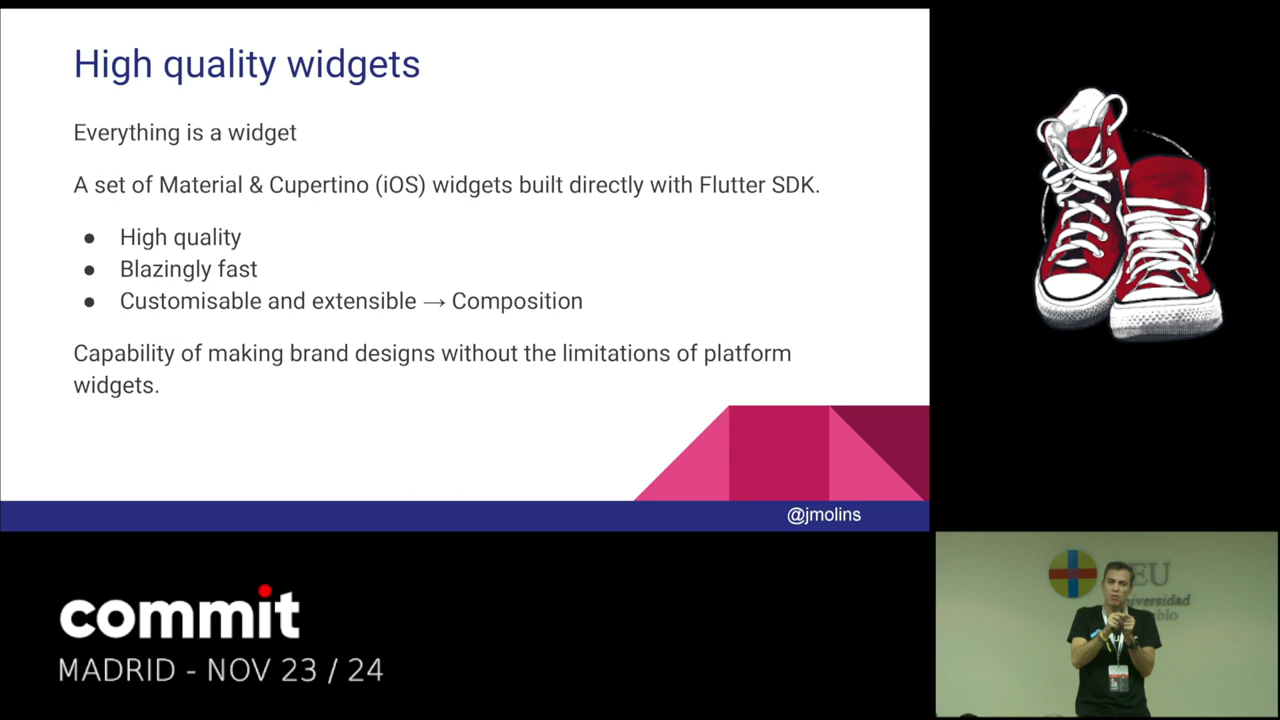 High quality widgets
Everything is a widget
A set of Material & Cupertino (iOS) widgets built directly with Flutter SDK.
● High quality
● Blazingly fast
● Customisable and extensible → Composition
Capability of making brand designs without the limitations of platform
widgets.
@jmolins
commit
MADRID - NOV 23 / 24